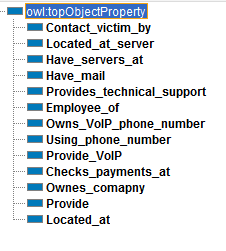 owl:topObjectProperty
Contact_victim_by
Located_at_server
Have_servers_at
Have_mail
Provides_technical_support
Employee_of
Owns_VoIP_phone_number
Using_phone_number
Provide_VoIP
Checks_payments_at
Ownes_comapny
Provide
Located_at